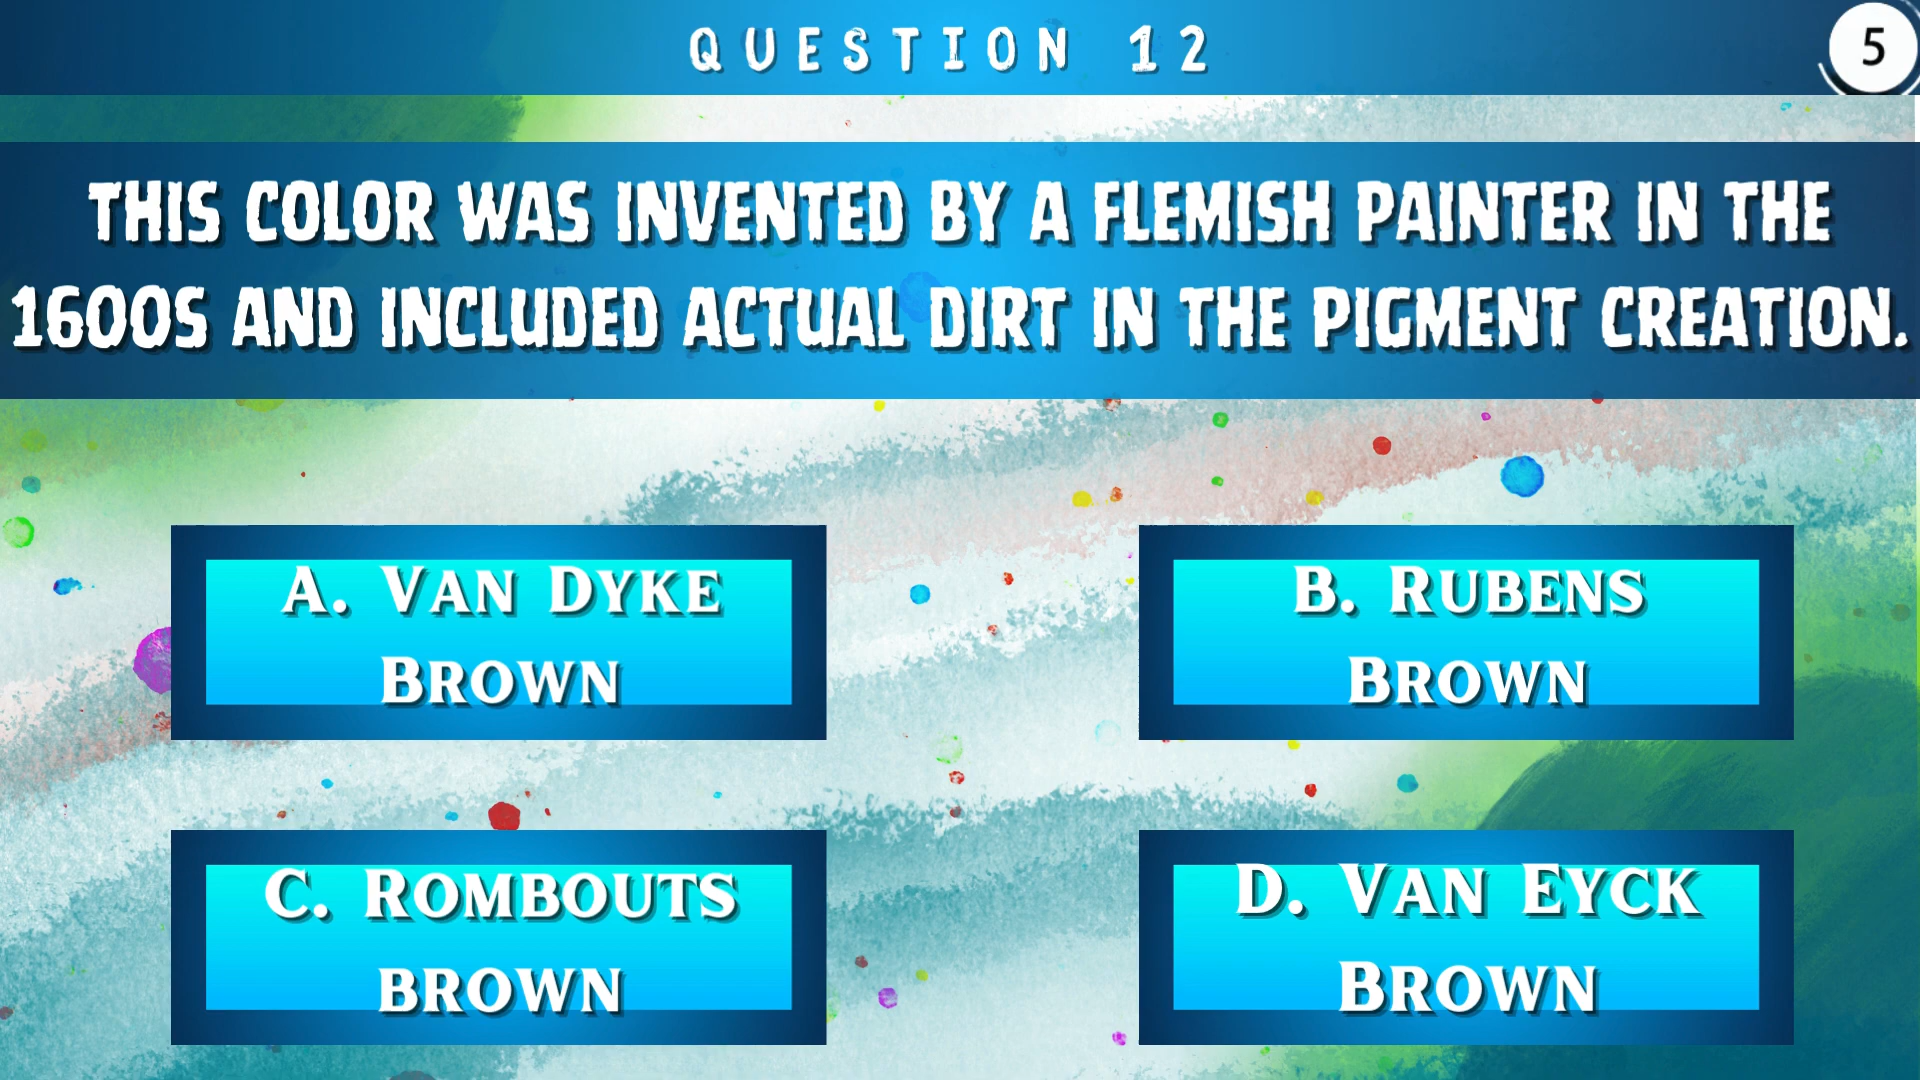 QUESTION 12
5
THIS COLOR WAS INVENTED BY A FLEMISH PAINTER IN THE
1600S AND INCLUDED ACTUAL DIRT IN THE PIGMENT CREATION.
A. VAN DYKE
BROWN
B. RUBENS
BROWN
C. ROMBOUTS
BROWN
D. VAN EYCK
BROWN